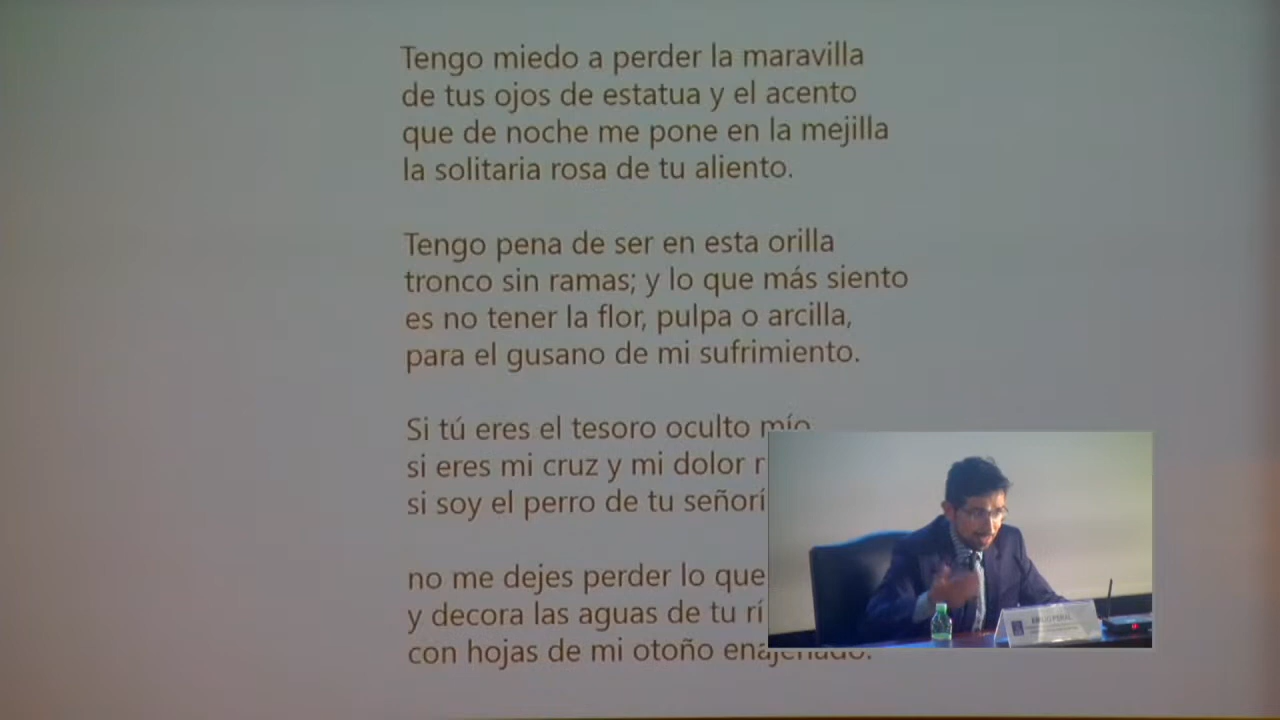 Tengo miedo a perder la maravilla
de tus ojos de estatua y el acento
que de noche me pone en la mejilla
la solitaria rosa de tu aliento.
Tengo pena de ser en esta orilla
tronco sin ramas; y lo que más siento
es no tener la flor, pulpa o arcilla,
para el gusano de mi sufrimiento.
Si tú eres el tesoro oculto mío
si eres mi cruz y mi dolor
si soy el perro de tu señorí
no me dejes perder lo que
y decora las aguas de tu rí
con hojas de mi otoño enajenado.